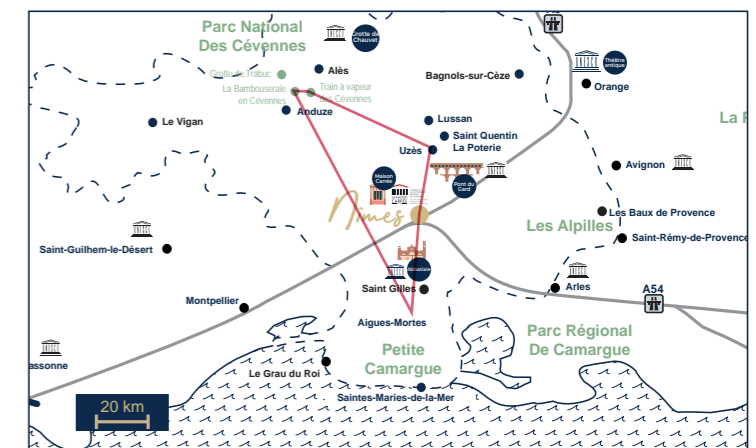 A9
Parc National
Des Cévennes
Grotte de
Chauvet
Théâtre
antique
Grotte de Trabuc
Alès
Bagnols-sur-Cèze
Orange
La Bambouseraie
en Cévennes
Train à vapeur
des Cévennes
Anduze
Le Vigan
Lussan
Saint Quentin
La Poterie
Uzès
Maison
Carrée
Pont du
Gard
Avignon
Nîmes
Les Baux de Provence
Les Alpilles
Saint-Rémy-de-Provence
Saint-Guilhem-le-Désert
Abbatiale
Saint Gilles
Arles
A54
Montpellier
Aigues-Mortes
Parc Régional
De Camargue
Petite
Camargue
assonne
Le Grau du Roi
Saintes-Maries-de-la-Mer
20 km